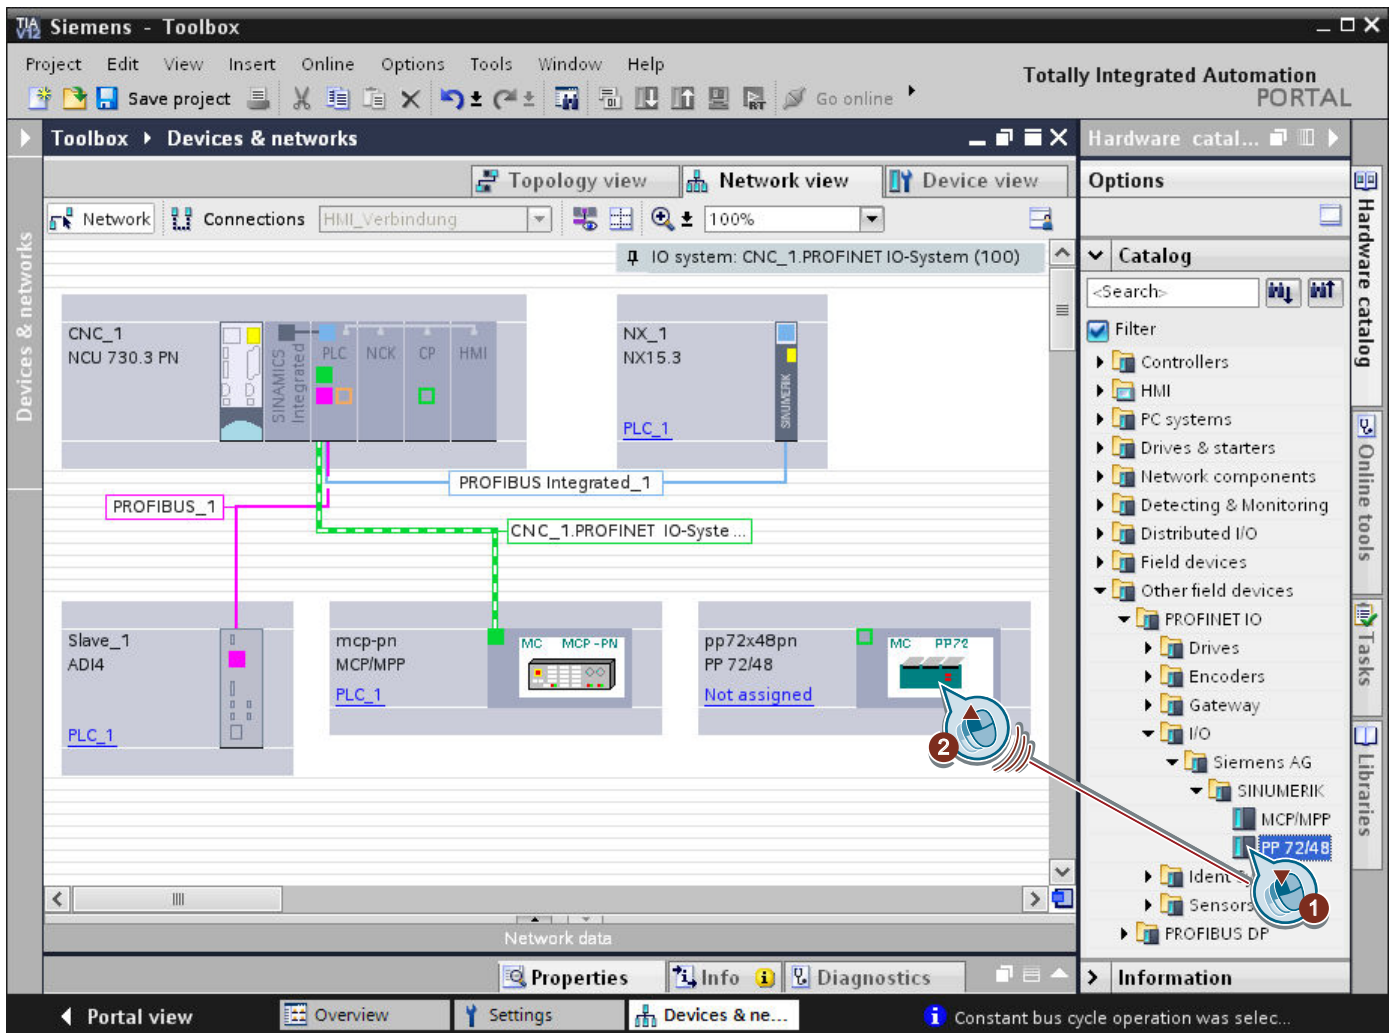 TIA V12 Siemens - Toolbox
Project Edit View Insert Online Options Tools Window Help
Totally Integrated Automation
PORTAL
Save project Go online
Toolbox Devices & networks
Hardware catal...
Topology view Network view Device view
Options
Network Connections HMI_Verbindung 100%
IO system: CNC_1.PROFINET IO-System (100)
Catalog
<Search>
Filter
Controllers
HMI
PC systems
Drives & starters
Network components
Detecting & Monitoring
Distributed I/O
Field devices
Other field devices
PROFINET IO
Drives
Encoders
Gateway
I/O
Siemens AG
SINUMERIK
MCP/MPP
PP 72/48
Ident
Sensors
PROFIBUS DP
Information
Devices & networks
Hardware catalog
Online tools
Tasks
Libraries
CNC_1
NCU 730.3 PN
SINAMICS
Integrated
PLC NCK CP HMI
NX_1
NX15.3
SINUMERIK
PLC_1
PROFIBUS Integrated_1
PROFIBUS_1
CNC_1.PROFINET IO-Syste ...
Slave_1
ADI4
PLC_1
mcp-pn
MCP/MPP
PLC_1
MC MCP-PN
pp72x48pn
PP 72/48
Not assigned
MC PP72
2
1
Network data
Properties Info Diagnostics
Portal view Overview Settings Devices & ne... Constant bus cycle operation was selec...